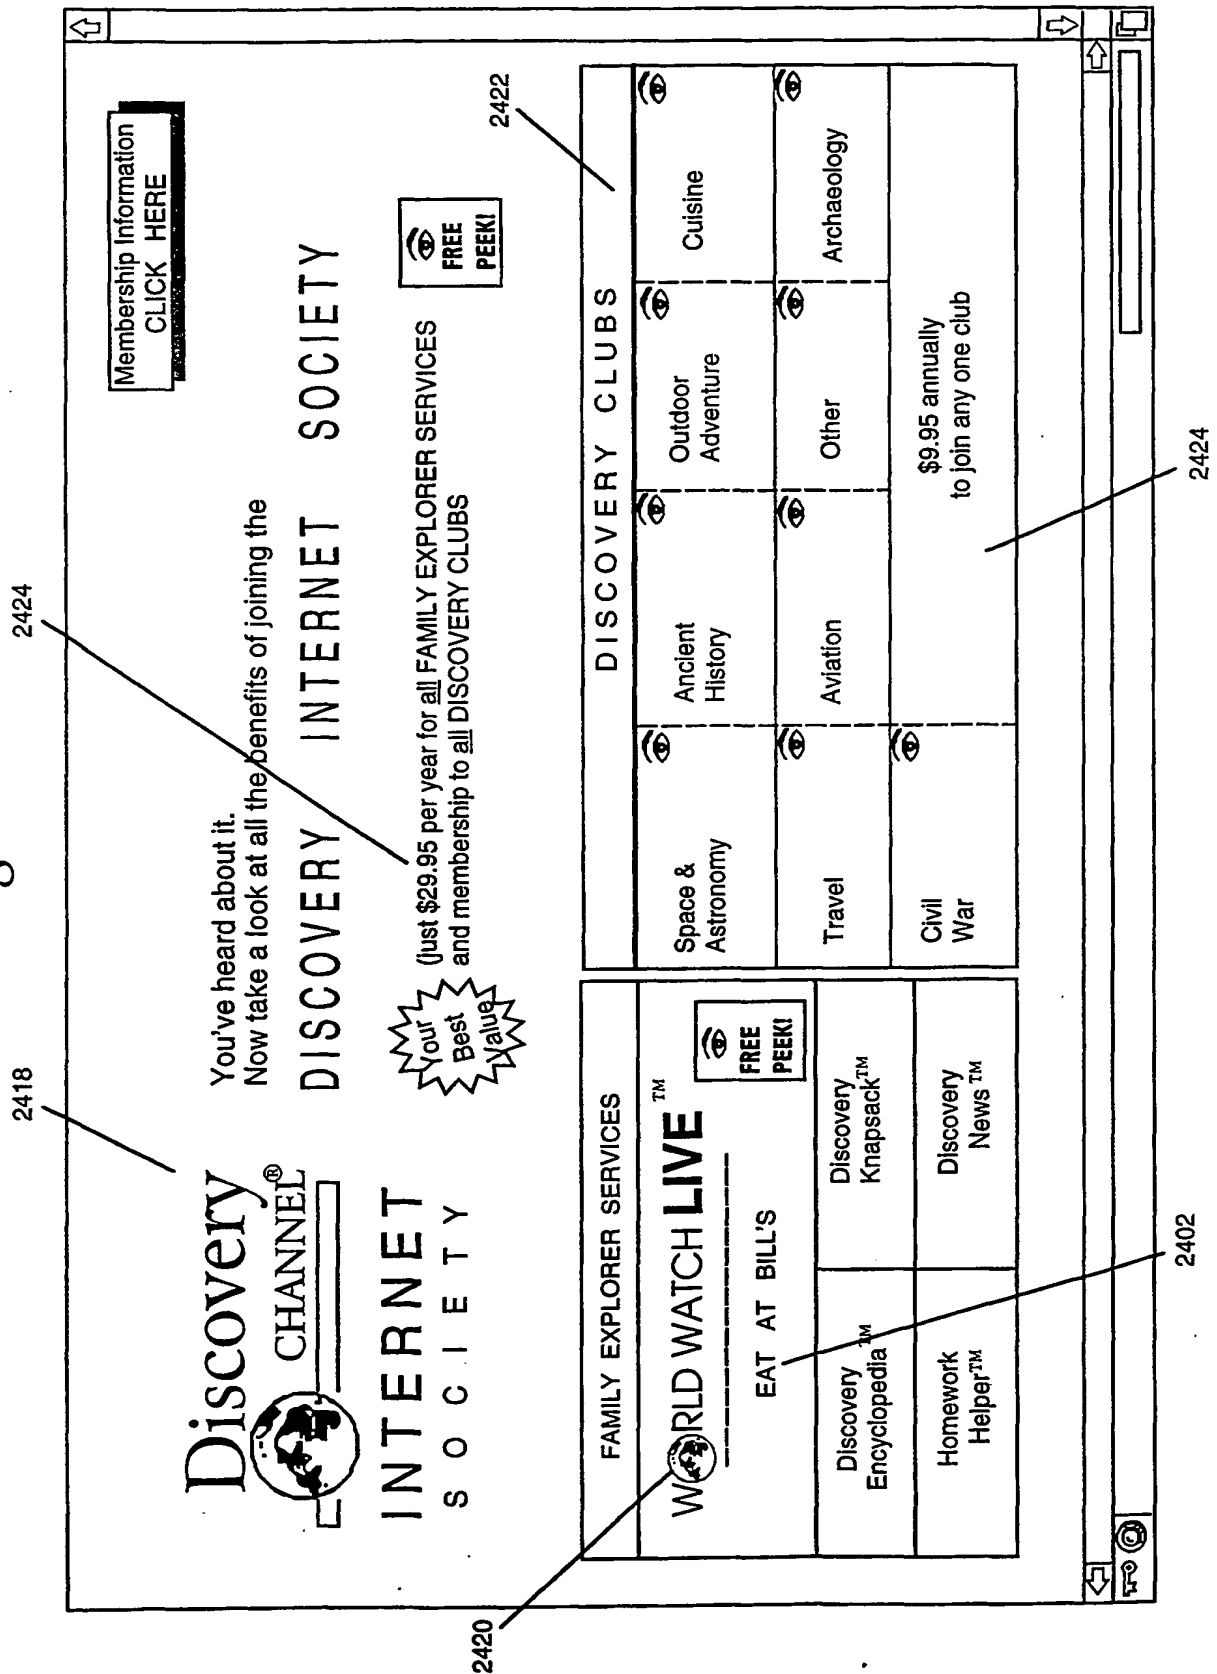 2418
2424
Discovery
CHANNEL®
INTERNET
SOCIETY
You've heard about it.
Now take a look at all the benefits of joining the
DISCOVERY INTERNET SOCIETY
Membership Information
CLICK HERE
Your
Best
Value
(just $29.95 per year for all FAMILY EXPLORER SERVICES
and membership to all DISCOVERY CLUBS
FREE
PEEK!
2422
2420
FAMILY EXPLORER SERVICES
WORLD WATCH LIVE™
EAT AT BILL'S
FREE
PEEK!
Discovery
Encyclopedia™
Discovery
Knapsack™
Homework
Helper™
Discovery
News™
DISCOVERY CLUBS
Space &
Astronomy
Ancient
History
Outdoor
Adventure
Cuisine
Travel
Aviation
Other
Archaeology
Civil
War
$9.95 annually
to join any one club
2402
2424